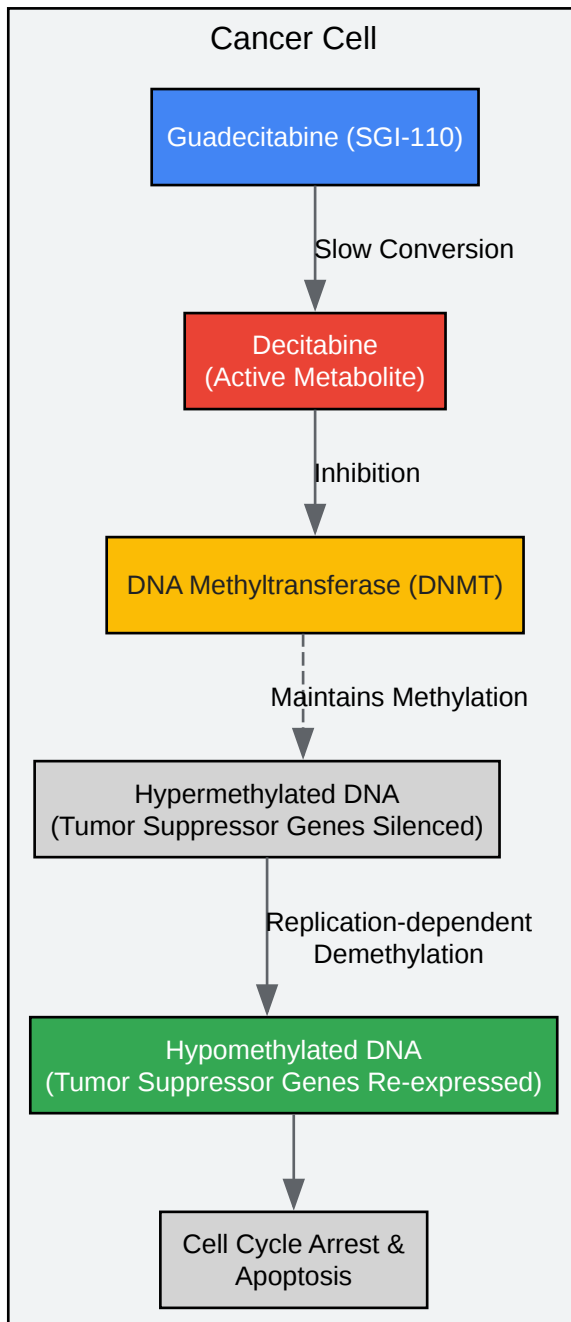 Cancer Cell
Guadecitabine (SGI-110)
Slow Conversion
Decitabine
(Active Metabolite)
Inhibition
DNA Methyltransferase (DNMT)
Maintains Methylation
Hypermethylated DNA
(Tumor Suppressor Genes Silenced)
Replication-dependent
Demethylation
Hypomethylated DNA
(Tumor Suppressor Genes Re-expressed)
Cell Cycle Arrest &
Apoptosis